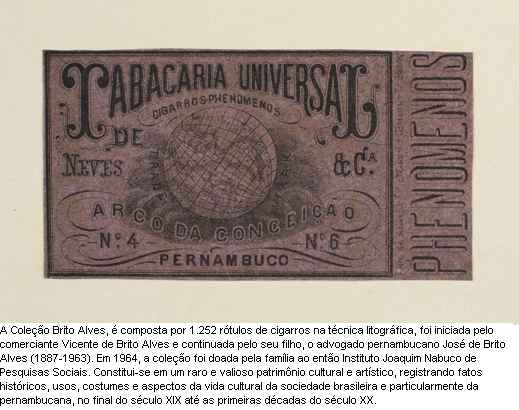 TABACARIA UNIVERSAL
CIGARROS-PHENOMENOS
DE
NEVES & Cᴵᴬ
MARCA
ARCO DA CONCEIÇÃO
Nº. 4 Nº. 6
PERNAMBUCO
PHENOMENOS
A Coleção Brito Alves, é composta por 1.252 rótulos de cigarros na técnica litográfica, foi iniciada pelo
comerciante Vicente de Brito Alves e continuada pelo seu filho, o advogado pernambucano José de Brito
Alves (1887-1963). Em 1964, a coleção foi doada pela família ao então Instituto Joaquim Nabuco de
Pesquisas Sociais. Constitui-se em um raro e valioso patrimônio cultural e artístico, registrando fatos
históricos, usos, costumes e aspectos da vida cultural da sociedade brasileira e particularmente da
pernambucana, no final do século XIX até as primeiras décadas do século XX.